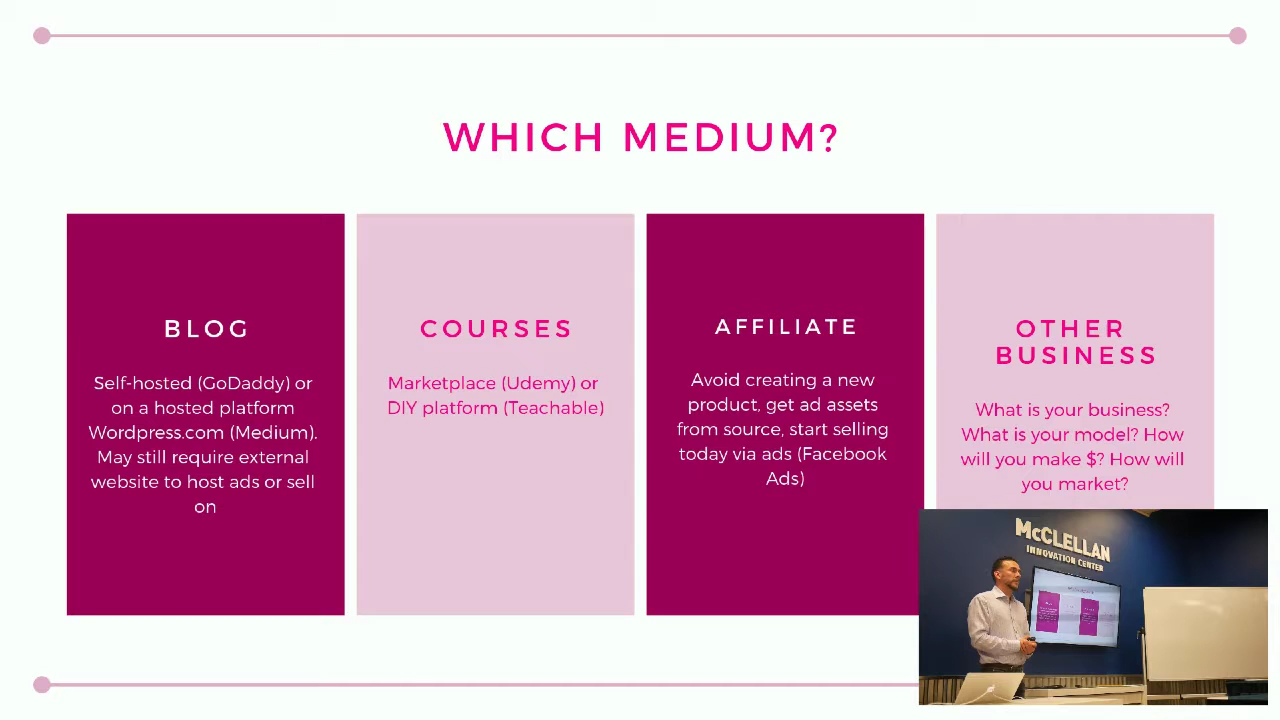 WHICH MEDIUM?
BLOG
Self-hosted (GoDaddy) or
on a hosted platform
Wordpress.com (Medium).
May still require external
website to host ads or sell
on
COURSES
Marketplace (Udemy) or
DIY platform (Teachable)
AFFILIATE
Avoid creating a new
product, get ad assets
from source, start selling
today via ads (Facebook
Ads)
OTHER
BUSINESS
What is your business?
What is your model? How
will you make $? How will
you market?
McCLELLAN
INNOVATION CENTER